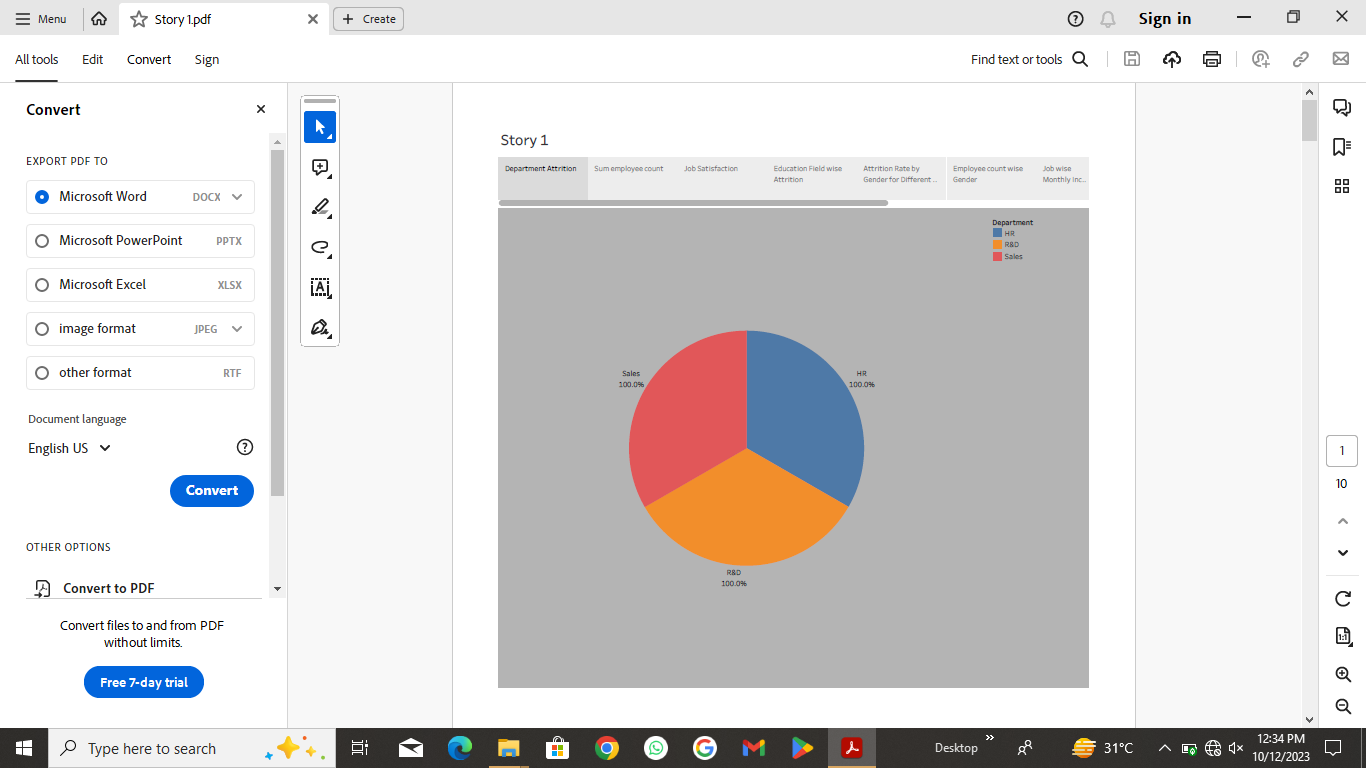 Menu
Story 1.pdf
Create
Sign in
All tools
Edit
Convert
Sign
Find text or tools
Convert
EXPORT PDF TO
Microsoft Word DOCX
Microsoft PowerPoint PPTX
Microsoft Excel XLSX
image format JPEG
other format RTF
Document language
English US
Convert
OTHER OPTIONS
Convert to PDF
Convert files to and from PDF
without limits.
Free 7-day trial
Story 1
Department Attrition
Sum employee count
Job Satisfaction
Education Field wise
Attrition
Attrition Rate by
Gender for Different ..
Employee count wise
Gender
Job wise
Monthly Inc..
Department
HR
R&D
Sales
Sales
100.0%
HR
100.0%
R&D
100.0%
1
10
1:1
Type here to search
Desktop
31°C
12:34 PM
10/12/2023